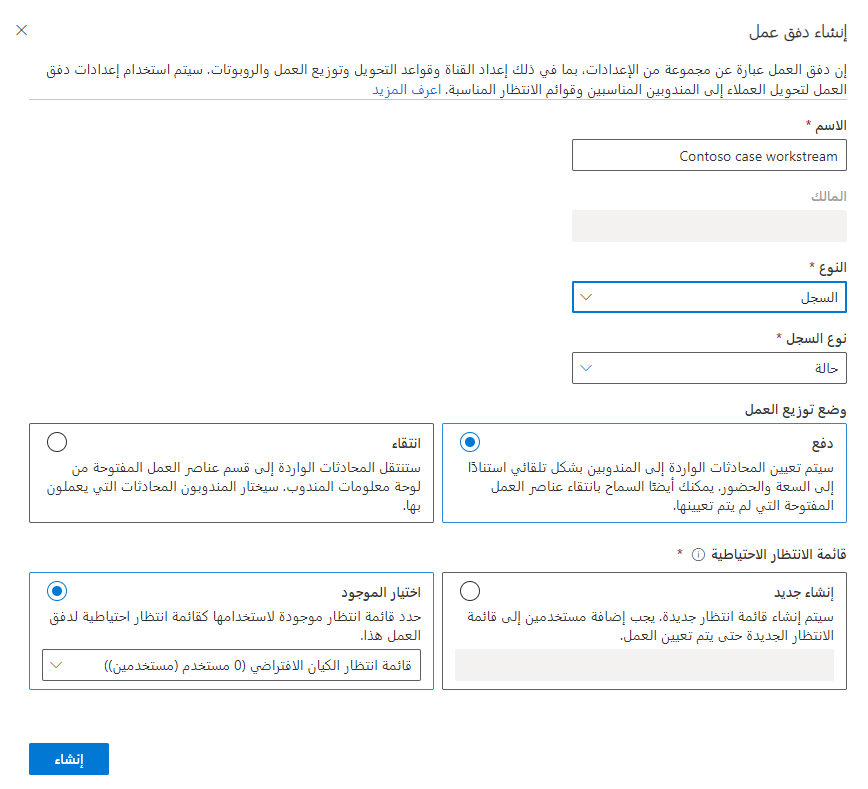 إنشاء دفق عمل
إن دفق العمل عبارة عن مجموعة من الإعدادات، بما في ذلك إعداد القناة وقواعد التحويل وتوزيع العمل والروبوتات. سيتم استخدام إعدادات دفق
العمل لتحويل العملاء إلى المندوبين المناسبين وقوائم الانتظار المناسبة. اعرف المزيد
الاسم *
Contoso case workstream
المالك
النوع *
السجل
نوع السجل *
حالة
وضع توزيع العمل
دفع
سيتم تعيين المحادثات الواردة إلى المندوبين بشكل تلقائي استنادًا
إلى السعة والحضور. يمكنك أيضًا السماح بانتقاء عناصر العمل
المفتوحة التي لم يتم تعيينها.
انتقاء
ستنتقل المحادثات الواردة إلى قسم عناصر العمل المفتوحة من
لوحة معلومات المندوب. سيختار المندوبون المحادثات التي يعملون
بها.
قائمة الانتظار الاحتياطية *
إنشاء جديد
سيتم إنشاء قائمة انتظار جديدة. يجب إضافة مستخدمين إلى قائمة
الانتظار الجديدة حتى يتم تعيين العمل.
اختيار الموجود
حدد قائمة انتظار موجودة لاستخدامها كقائمة انتظار احتياطية لدفق
العمل هذا.
قائمة انتظار الكيان الافتراضي (0 مستخدم (مستخدمين))
إنشاء